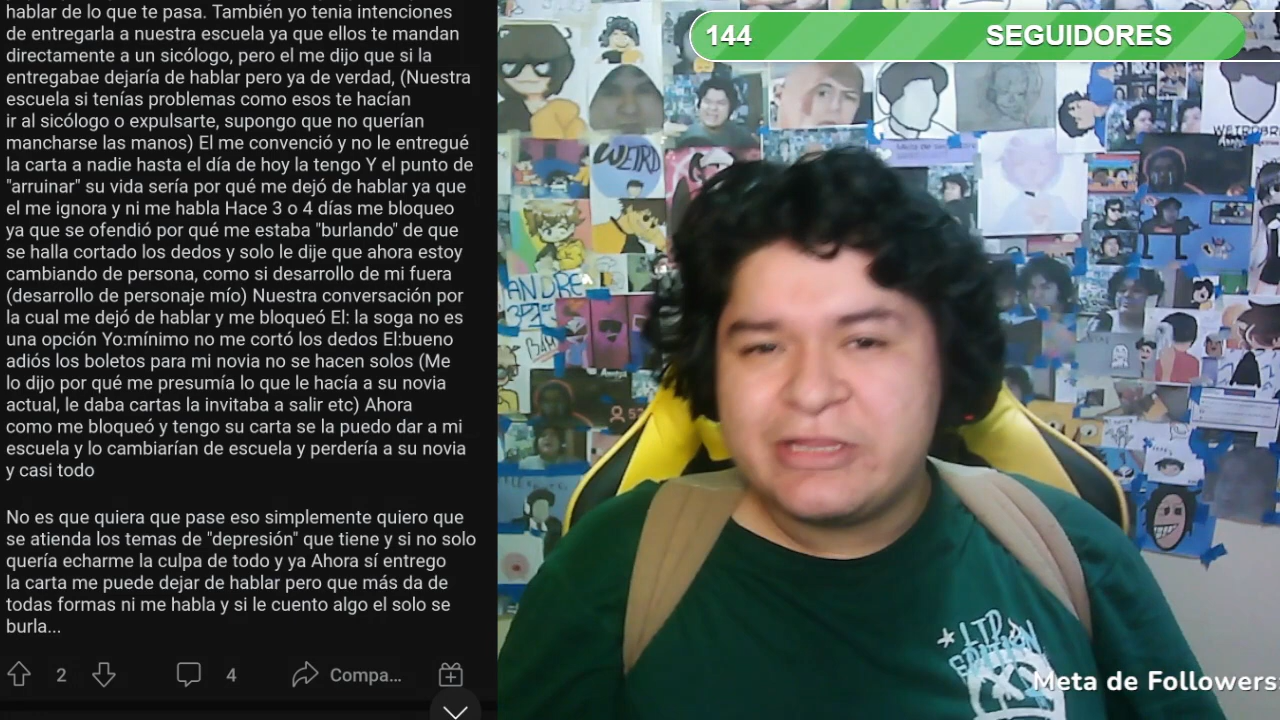 hablar de lo que te pasa. También yo tenia intenciones
de entregarla a nuestra escuela ya que ellos te mandan
directamente a un sicólogo, pero el me dijo que si la
entregabae dejaría de hablar pero ya de verdad, (Nuestra
escuela si tenías problemas como esos te hacían
ir al sicólogo o expulsarte, supongo que no querían
mancharse las manos) El me convenció y no le entregué
la carta a nadie hasta el día de hoy la tengo Y el punto de
"arruinar" su vida sería por qué me dejó de hablar ya que
el me ignora y ni me habla Hace 3 o 4 días me bloqueo
ya que se ofendió por qué me estaba "burlando" de que
se halla cortado los dedos y solo le dije que ahora estoy
cambiando de persona, como si desarrollo de mi fuera
(desarrollo de personaje mío) Nuestra conversación por
la cual me dejó de hablar y me bloqueó El: la soga no es
una opción Yo:mínimo no me cortó los dedos El:bueno
adiós los boletos para mi novia no se hacen solos (Me
lo dijo por qué me presumía lo que le hacía a su novia
actual, le daba cartas la invitaba a salir etc) Ahora
como me bloqueó y tengo su carta se la puedo dar a mi
escuela y lo cambiarían de escuela y perdería a su novia
y casi todo
No es que quiera que pase eso simplemente quiero que
se atienda los temas de "depresión" que tiene y si no solo
quería echarme la culpa de todo y ya Ahora sí entrego
la carta me puede dejar de hablar pero que más da de
todas formas ni me habla y si le cuento algo el solo se
burla...
2
4
Compa...
144 SEGUIDORES
WEIRD
ANDRE
LTD
EDITION
Meta de Followers: